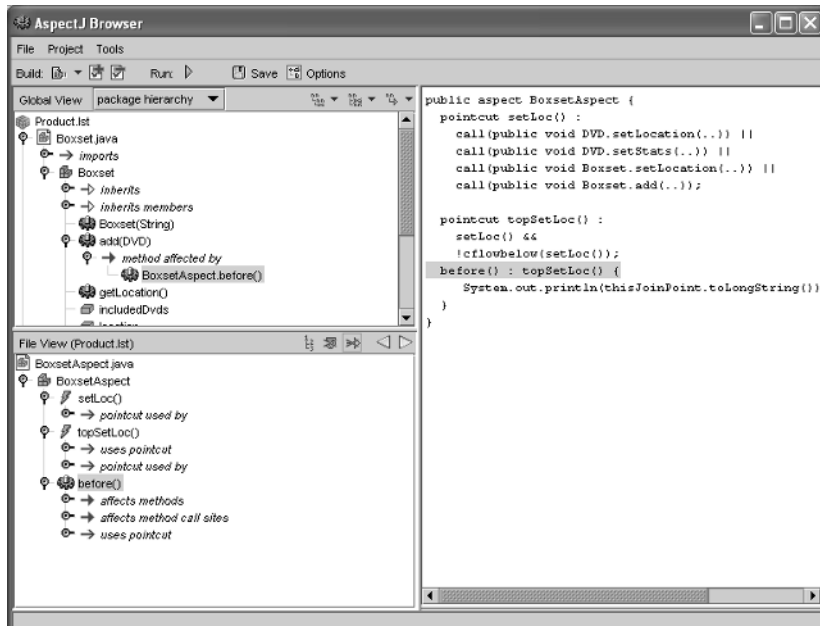 AspectJ Browser
File Project Tools
Build: Run: Save Options
Global View package hierarchy
Product.lst
Boxset.java
imports
Boxset
inherits
inherits members
Boxset(String)
add(DVD)
method affected by
BoxsetAspect.before()
getLocation()
includedDvds
File View (Product.lst)
BoxsetAspect.java
BoxsetAspect
setLoc()
pointcut used by
topSetLoc()
uses pointcut
pointcut used by
before()
affects methods
affects method call sites
uses pointcut
public aspect BoxsetAspect {
pointcut setLoc() :
call(public void DVD.setLocation(..)) ||
call(public void DVD.setStats(..)) ||
call(public void Boxset.setLocation(..)) ||
call(public void Boxset.add(..));
pointcut topSetLoc() :
setLoc() &&
!cflowbelow(setLoc());
before() : topSetLoc() {
System.out.println(thisJoinPoint.toLongString())
}
}